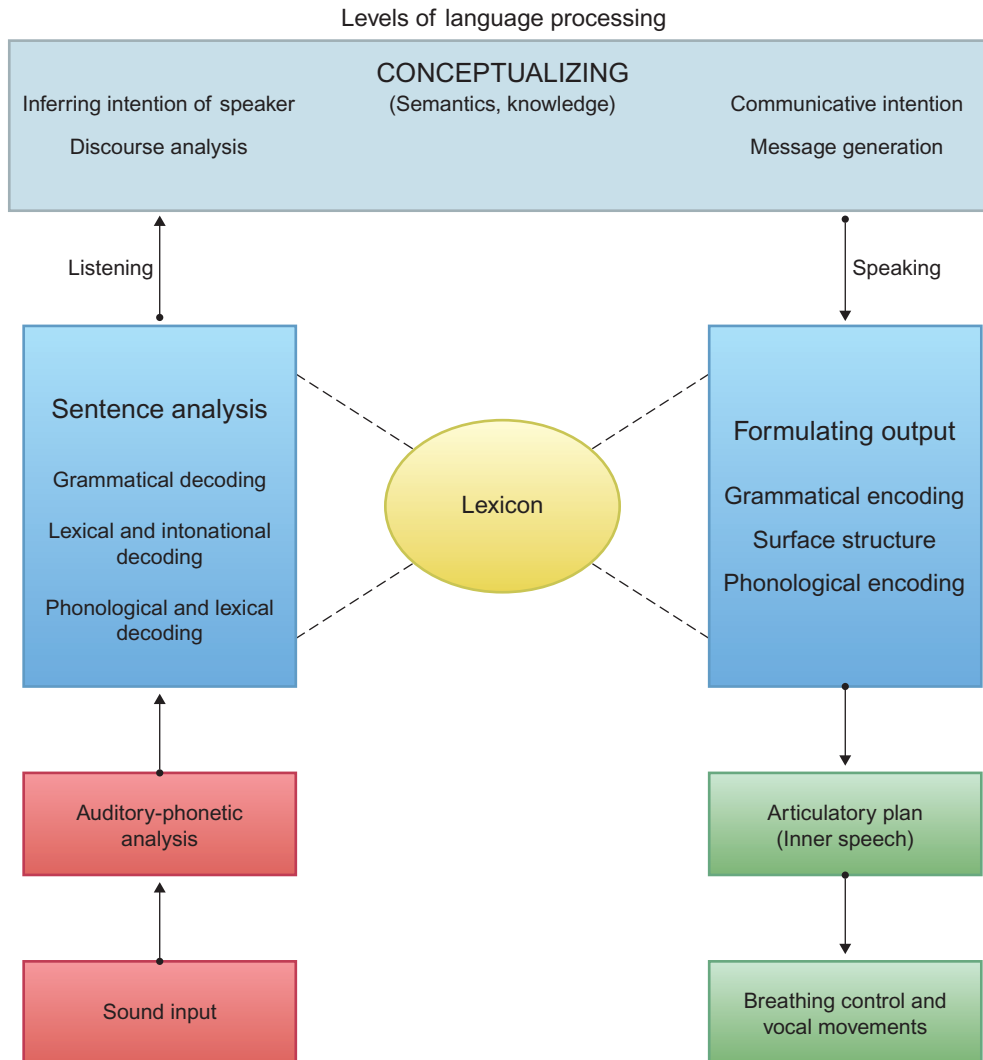 Levels of language processing
CONCEPTUALIZING
(Semantics, knowledge)
Inferring intention of speaker
Discourse analysis
Communicative intention
Message generation
Listening
Speaking
Sentence analysis
Grammatical decoding
Lexical and intonational
decoding
Phonological and lexical
decoding
Lexicon
Formulating output
Grammatical encoding
Surface structure
Phonological encoding
Auditory-phonetic
analysis
Articulatory plan
(Inner speech)
Sound input
Breathing control and
vocal movements